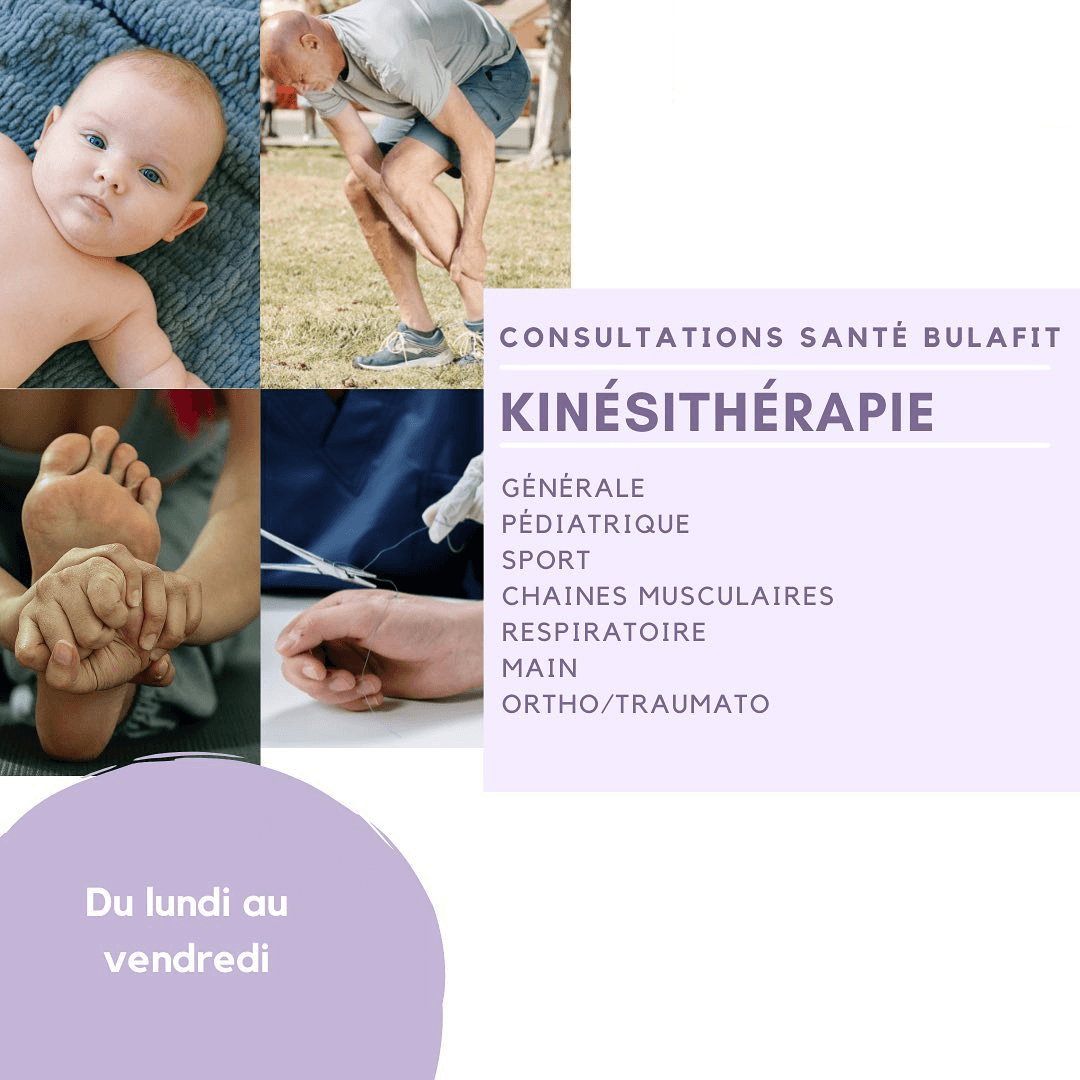 CONSULTATIONS SANTÉ BULAFIT
KINÉSITHÉRAPIE
GÉNÉRALE
PÉDIATRIQUE
SPORT
CHAINES MUSCULAIRES
RESPIRATOIRE
MAIN
ORTHO/TRAUMATO
Du lundi au
vendredi